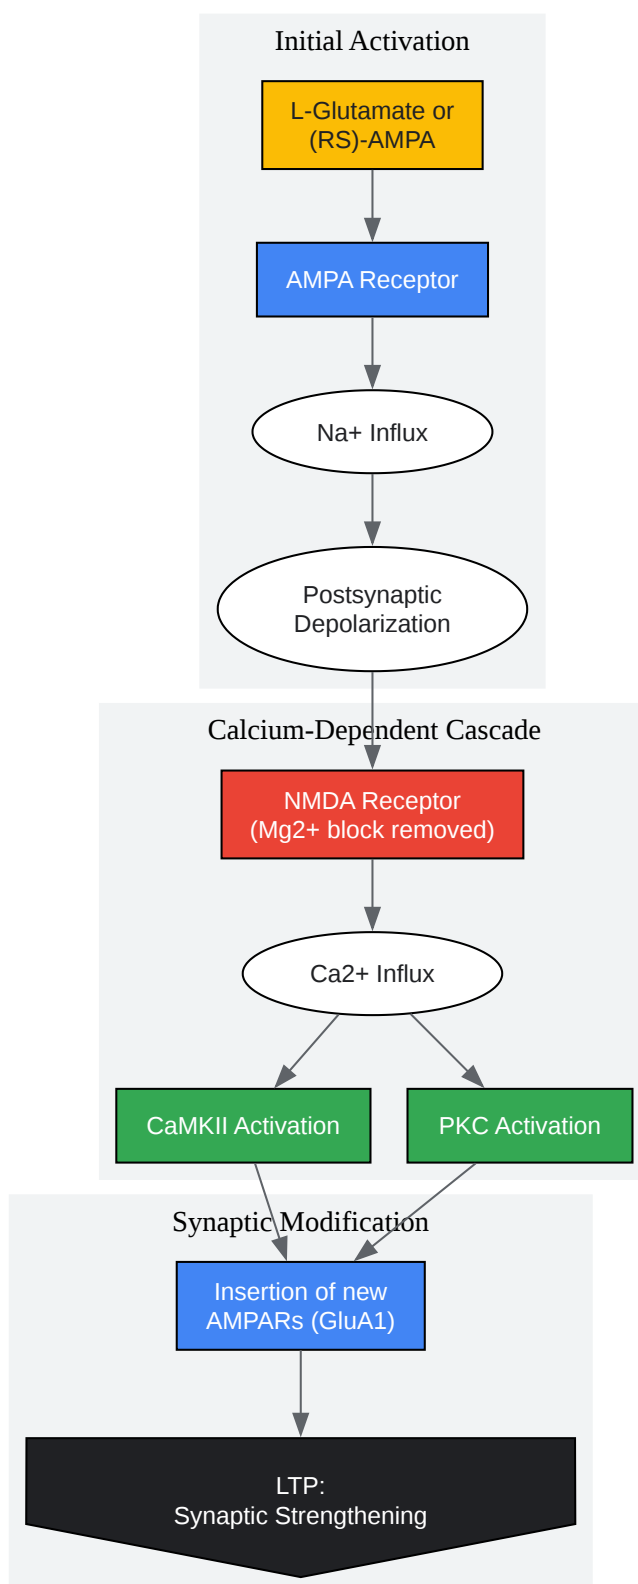 Initial Activation
L-Glutamate or
(RS)-AMPA
AMPA Receptor
Na+ Influx
Postsynaptic
Depolarization
Calcium-Dependent Cascade
NMDA Receptor
(Mg2+ block removed)
Ca2+ Influx
CaMKII Activation
PKC Activation
Synaptic Modification
Insertion of new
AMPARs (GluA1)
LTP:
Synaptic Strengthening